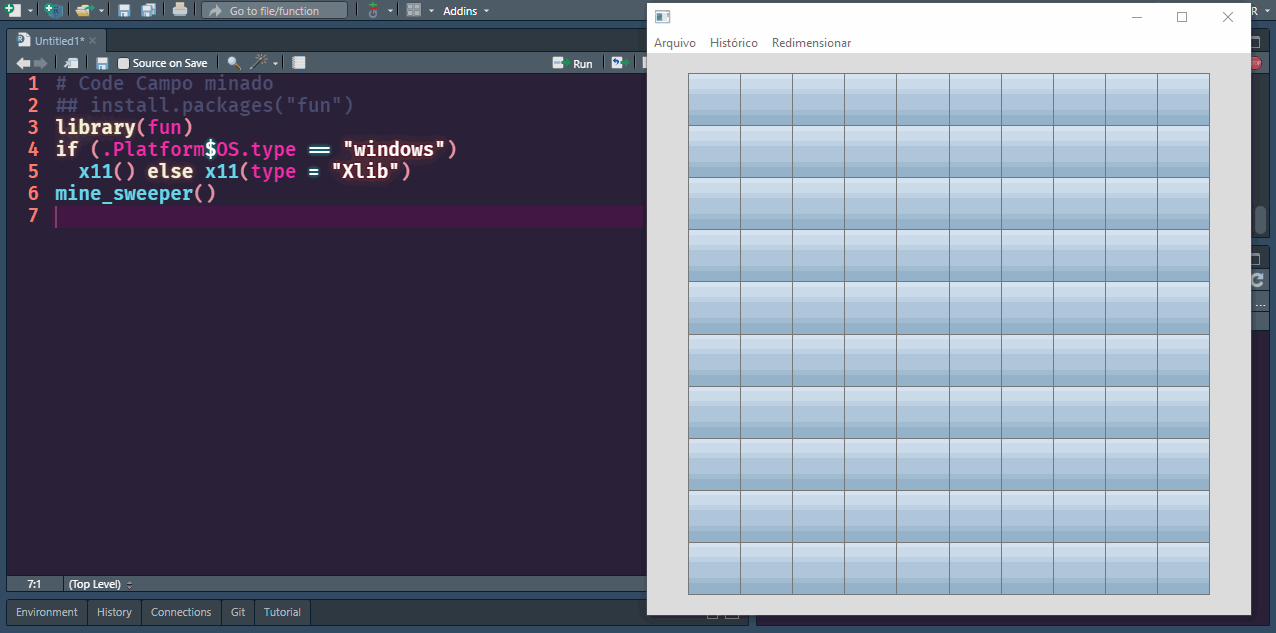 Go to file/function
Addins
R
Untitled1*
Source on Save
Run
1 # Code Campo minado
2 ## install.packages("fun")
3 library(fun)
4 if (.Platform$OS.type == "windows")
5 x11() else x11(type = "Xlib")
6 mine_sweeper()
7
7:1
(Top Level)
Environment
History
Connections
Git
Tutorial
Arquivo
Histórico
Redimensionar